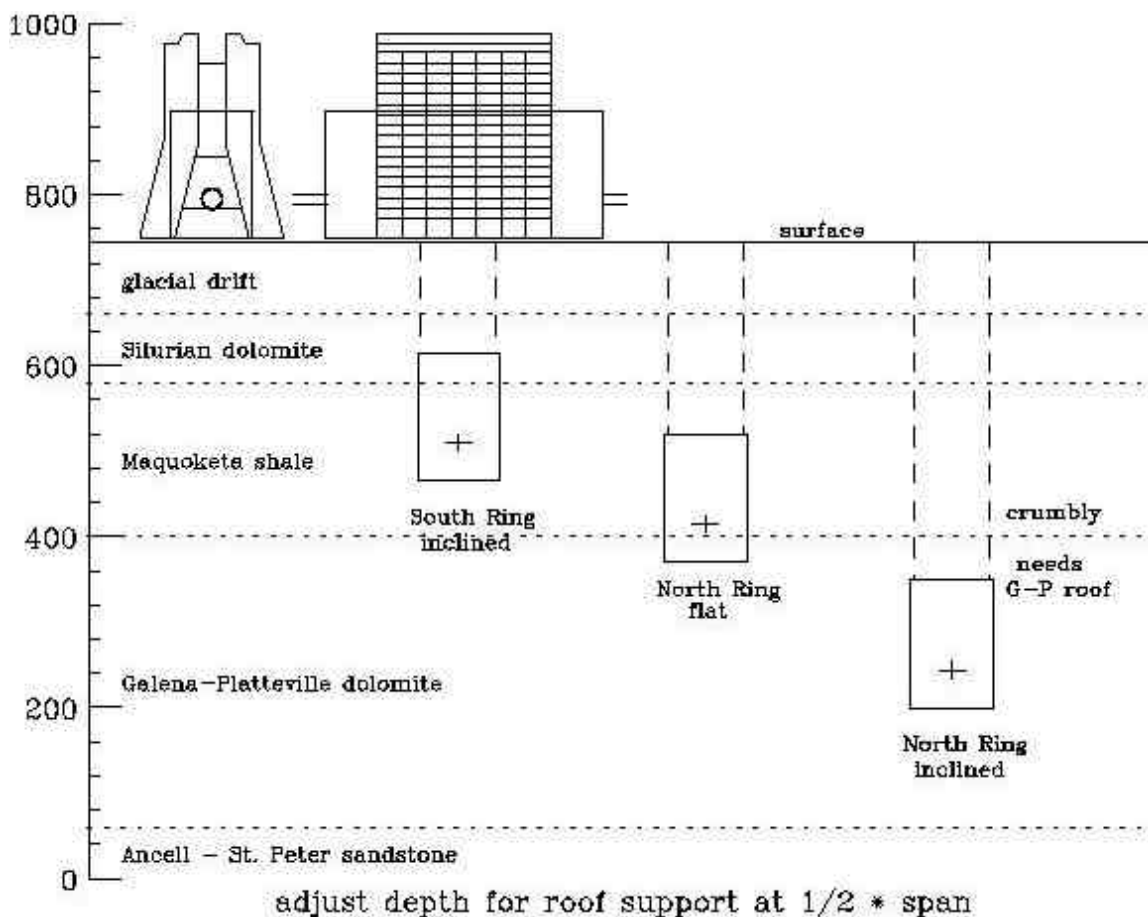 1000
800
surface
glacial drift
Silurian dolomite
600
Maquoketa shale
South Ring
inclined
crumbly
400
needs
G-P roof
North Ring
flat
Galena-Platteville dolomite
200
North Ring
inclined
Ancell - St. Peter sandstone
0
adjust depth for roof support at 1/2 * span